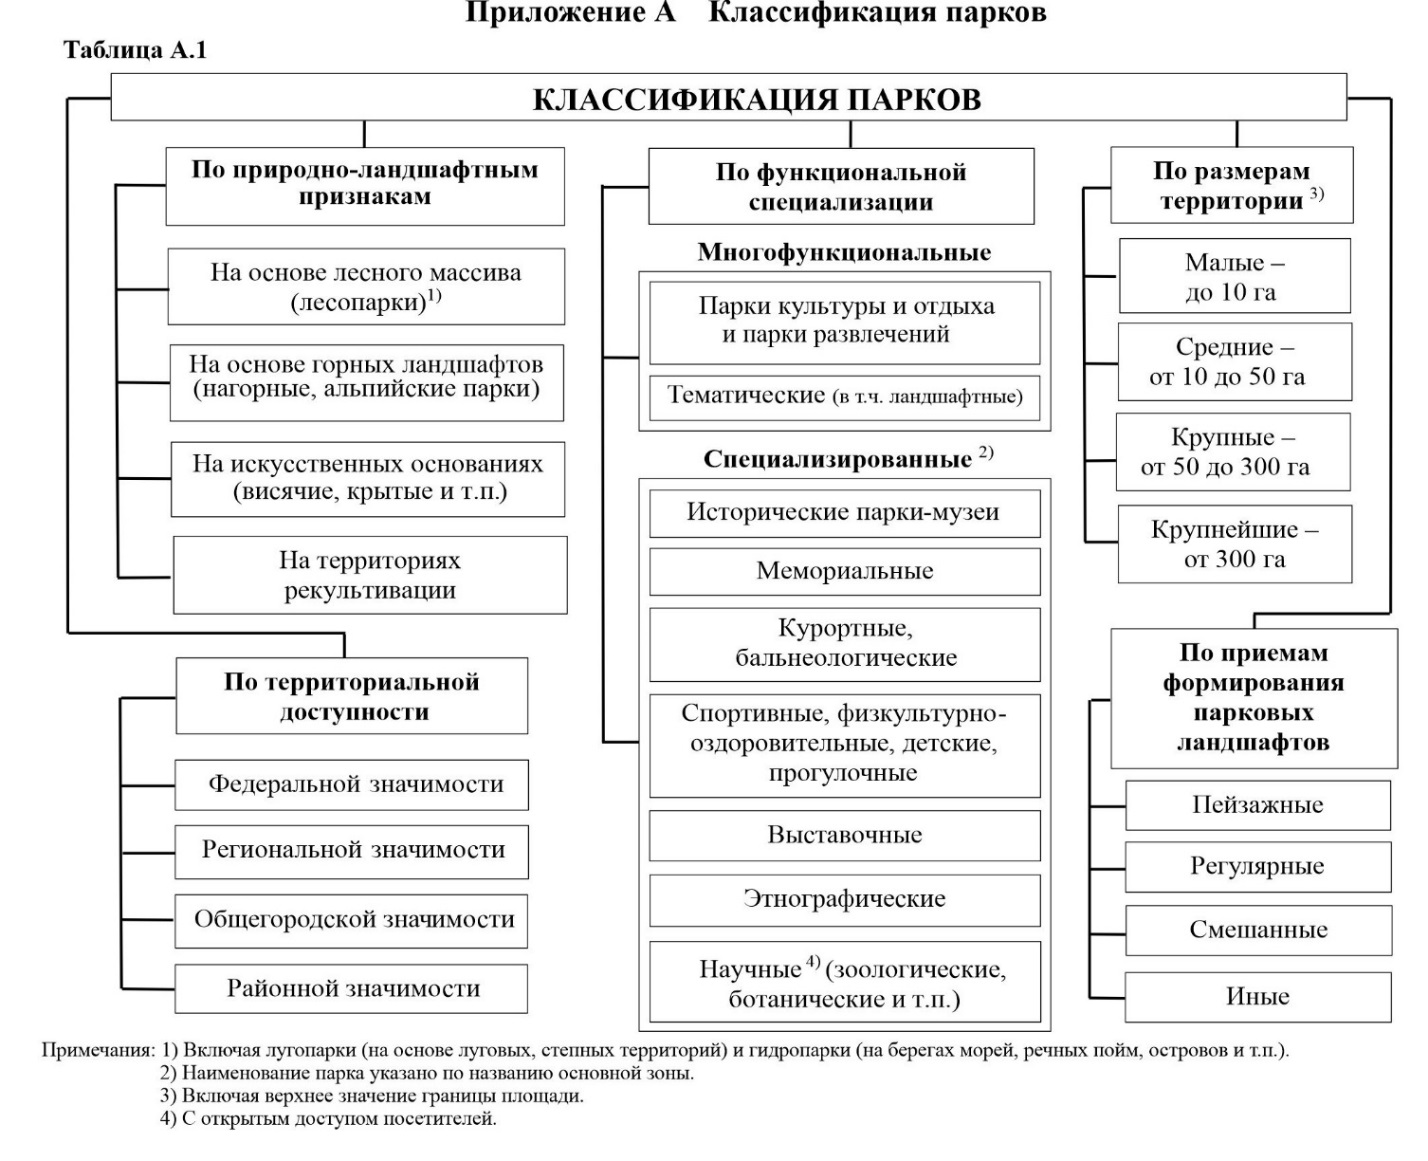 Приложение А Классификация парков
Таблица А.1
КЛАССИФИКАЦИЯ ПАРКОВ
По природно-ландшафтным
признакам
На основе лесного массива
(лесопарки)1)
На основе горных ландшафтов
(нагорные, альпийские парки)
На искусственных основаниях
(висячие, крытые и т.п.)
На территориях
рекультивации
По территориальной
доступности
Федеральной значимости
Региональной значимости
Общегородской значимости
Районной значимости
По функциональной
специализации
Многофункциональные
Парки культуры и отдыха
и парки развлечений
Тематические (в т.ч. ландшафтные)
Специализированные 2)
Исторические парки-музеи
Мемориальные
Курортные,
бальнеологические
Спортивные, физкультурно-
оздоровительные, детские,
прогулочные
Выставочные
Этнографические
Научные 4) (зоологические,
ботанические и т.п.)
По размерам
территории 3)
Малые –
до 10 га
Средние –
от 10 до 50 га
Крупные –
от 50 до 300 га
Крупнейшие –
от 300 га
По приемам
формирования
парковых
ландшафтов
Пейзажные
Регулярные
Смешанные
Иные
Примечания: 1) Включая лугопарки (на основе луговых, степных территорий) и гидропарки (на берегах морей, речных пойм, островов и т.п.).
2) Наименование парка указано по названию основной зоны.
3) Включая верхнее значение границы площади.
4) С открытым доступом посетителей.